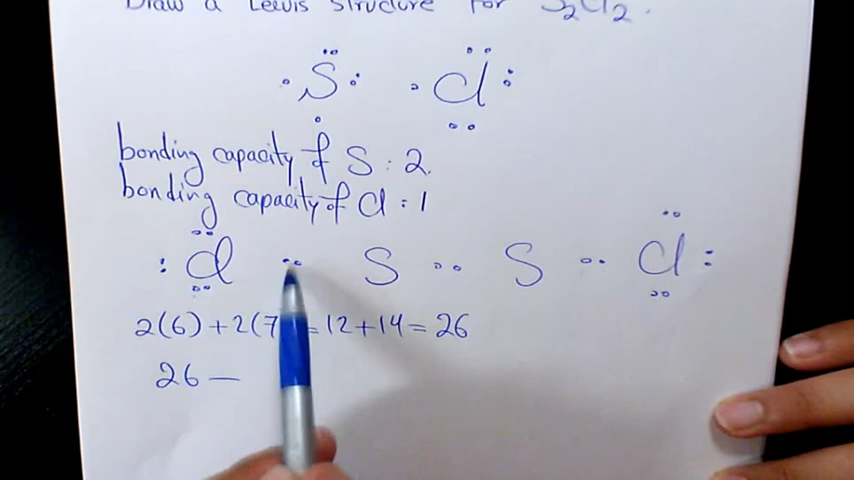 Draw a Lewis structure for S2Cl2.
S Cl
bonding capacity of S : 2
bonding capacity of Cl : 1
Cl S S Cl
2(6) + 2(7 = 12 + 14 = 26
26 —